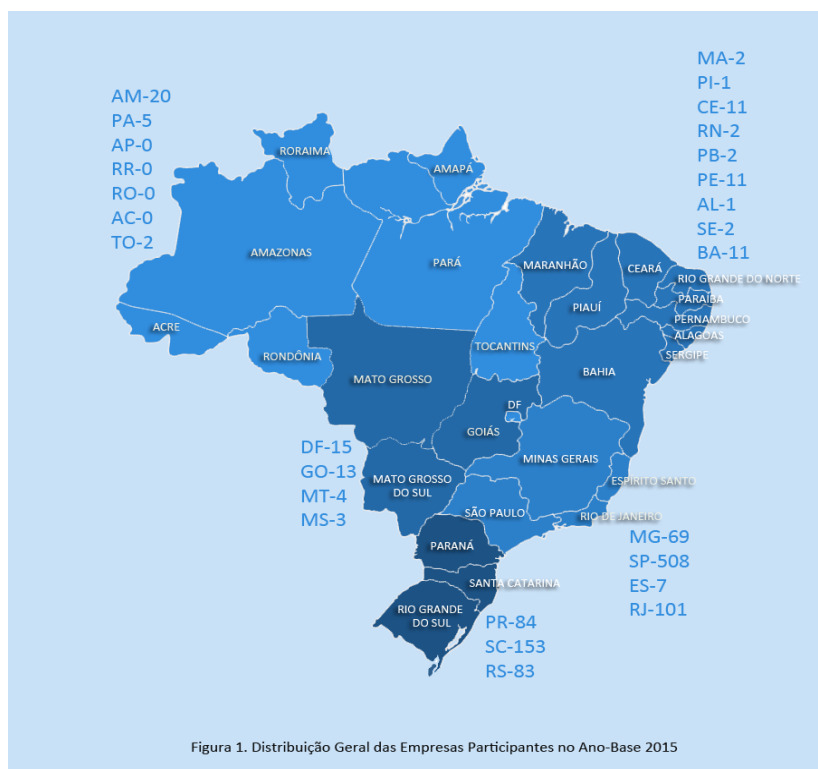 AM-20
PA-5
AP-0
RR-0
RO-0
AC-0
TO-2
MA-2
PI-1
CE-11
RN-2
PB-2
PE-11
AL-1
SE-2
BA-11
RORAIMA
AMAPÁ
AMAZONAS
PARÁ
MARANHÃO
CEARÁ
RIO GRANDE DO NORTE
PARAIBA
PIAUÍ
PERNAMBUCO
ALAGOAS
SERGIPE
ACRE
RONDÔNIA
TOCANTINS
MATO GROSSO
BAHIA
DF
GOIÁS
MINAS GERAIS
MATO GROSSO
DO SUL
ESPÍRITO SANTO
SÃO PAULO
RIO DE JANEIRO
PARANÁ
SANTA CATARINA
RIO GRANDE
DO SUL
DF-15
GO-13
MT-4
MS-3
MG-69
SP-508
ES-7
RJ-101
PR-84
SC-153
RS-83
Figura 1. Distribuição Geral das Empresas Participantes no Ano-Base 2015